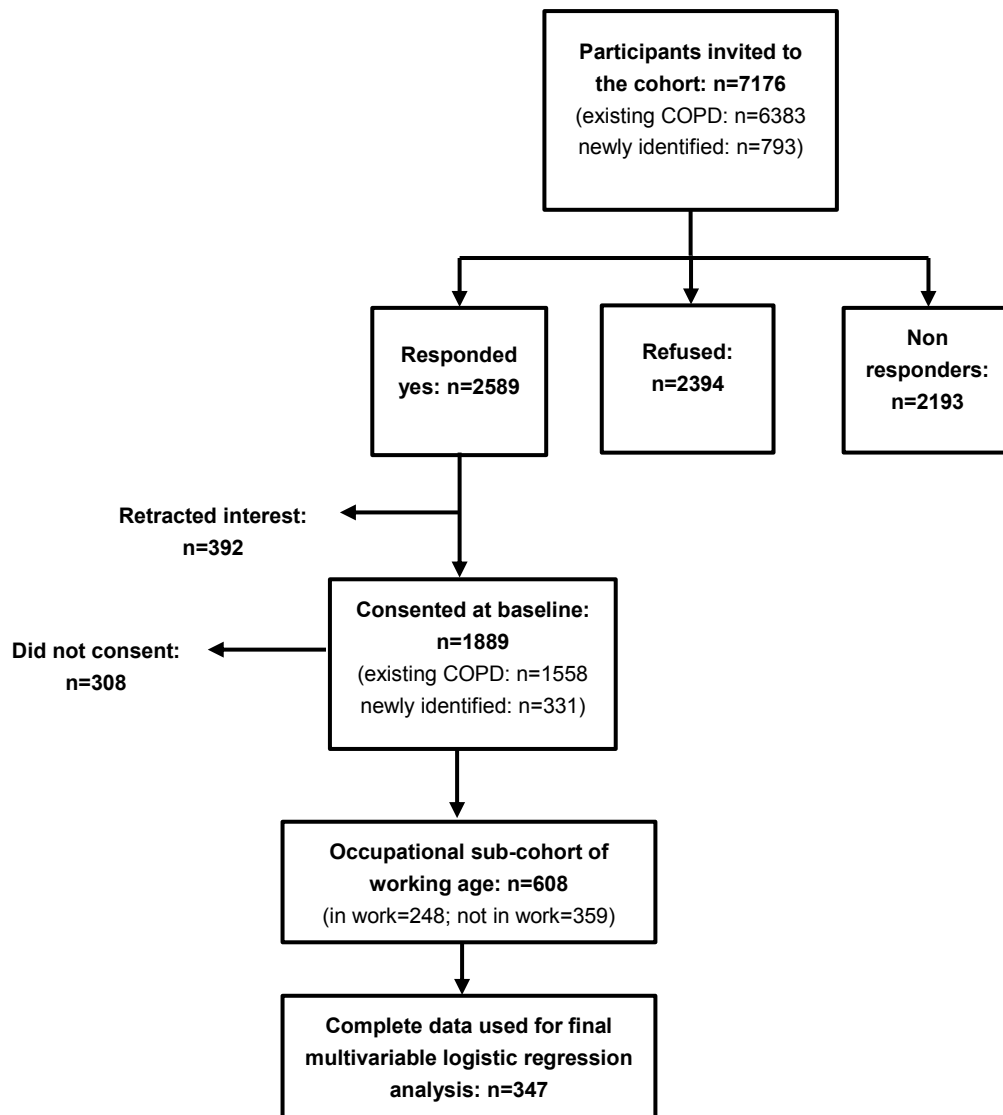 Participants invited to
the cohort: n=7176
(existing COPD: n=6383
newly identified: n=793)
Responded
yes: n=2589
Refused:
n=2394
Non
responders:
n=2193
Retracted interest:
n=392
Consented at baseline:
n=1889
(existing COPD: n=1558
newly identified: n=331)
Did not consent:
n=308
Occupational sub-cohort of
working age: n=608
(in work=248; not in work=359)
Complete data used for final
multivariable logistic regression
analysis: n=347